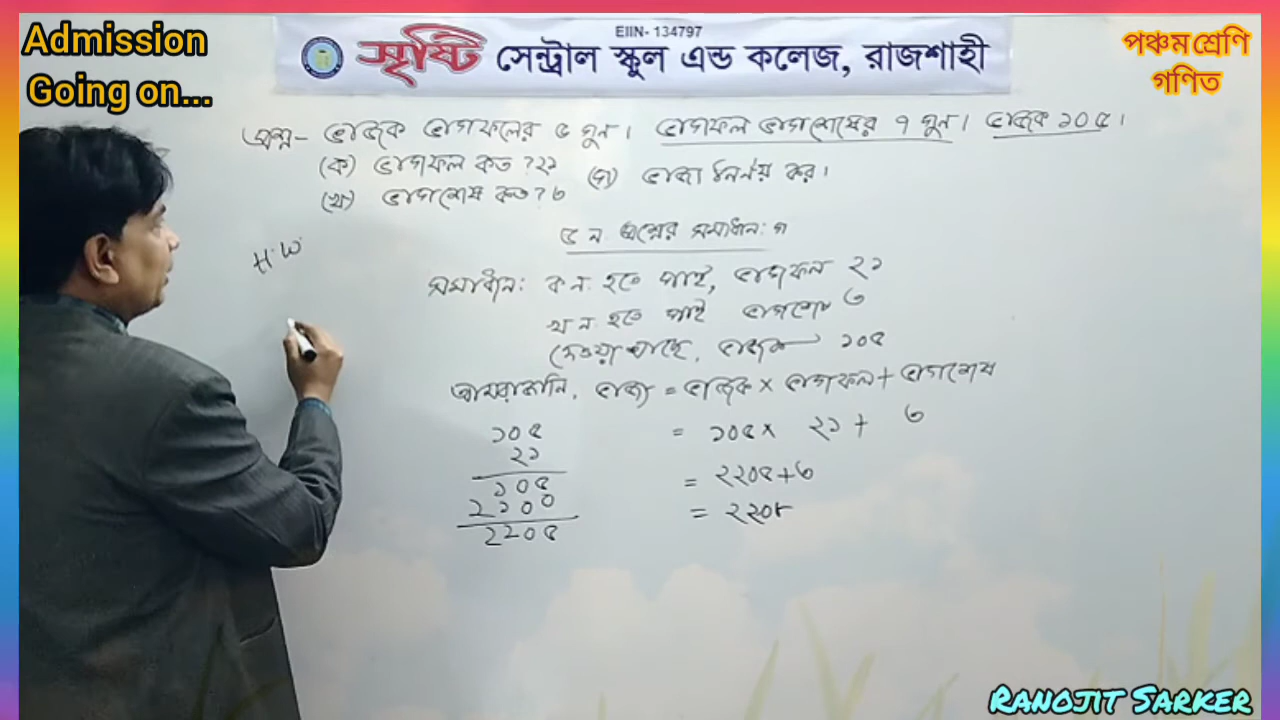 Admission
Going on...
EIIN- 134797
সৃষ্টি সেন্ট্রাল স্কুল এন্ড কলেজ, রাজশাহী
পঞ্চম শ্রেণি
গণিত
প্রশ্ন- ভাজক ভাগফলের ৫ গুন। ভাগফল ভাগশেষের ৭ গুন। ভাজক ১০৫।
(ক) ভাগফল কত ? ২১
(খ) ভাগশেষ কত? ৩
(গ) ভাজ্য নির্ণয় কর।
৫ ন. প্রশ্নের সমাধান: গ
H.W.
সমাধান: ক ন. হতে পাই, ভাগফল ২১
খ ন. হতে পাই ভাগশেষ ৩
দেওয়া আছে, ভাজক ১০৫
আমরা জানি, ভাজ্য = ভাজক × ভাগফল + ভাগশেষ
= ১০৫ × ২১ + ৩
= ২২০৫ + ৩
= ২২০৮
১০৫
২১
১০৫
২১০০
২২০৫
RANOJIT SARKER